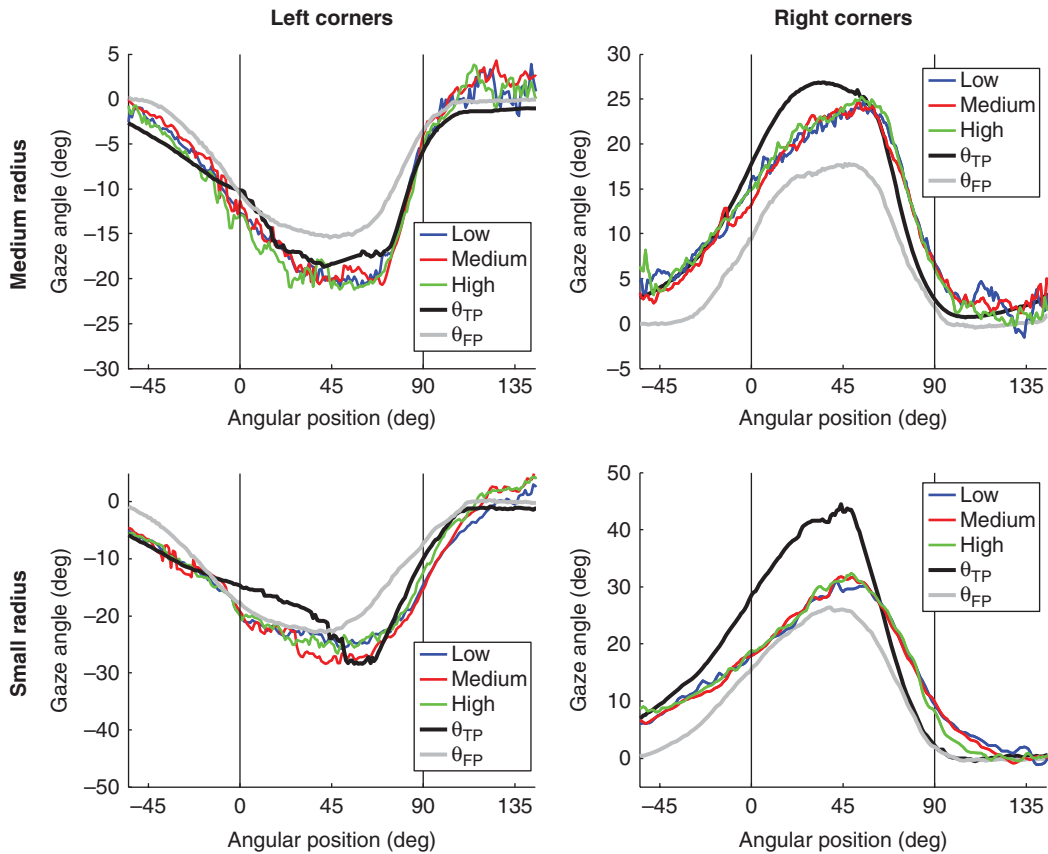 Left corners
Right corners
Medium radius
Gaze angle (deg)
5
0
−5
−10
−15
−20
−25
−30
−45
0
45
90
135
Angular position (deg)
Low
Medium
High
θTP
θFP
Gaze angle (deg)
30
25
20
15
10
5
0
−5
−45
0
45
90
135
Angular position (deg)
Low
Medium
High
θTP
θFP
Small radius
Gaze angle (deg)
0
−10
−20
−30
−40
−50
−45
0
45
90
135
Angular position (deg)
Low
Medium
High
θTP
θFP
Gaze angle (deg)
50
40
30
20
10
0
−45
0
45
90
135
Angular position (deg)
Low
Medium
High
θTP
θFP